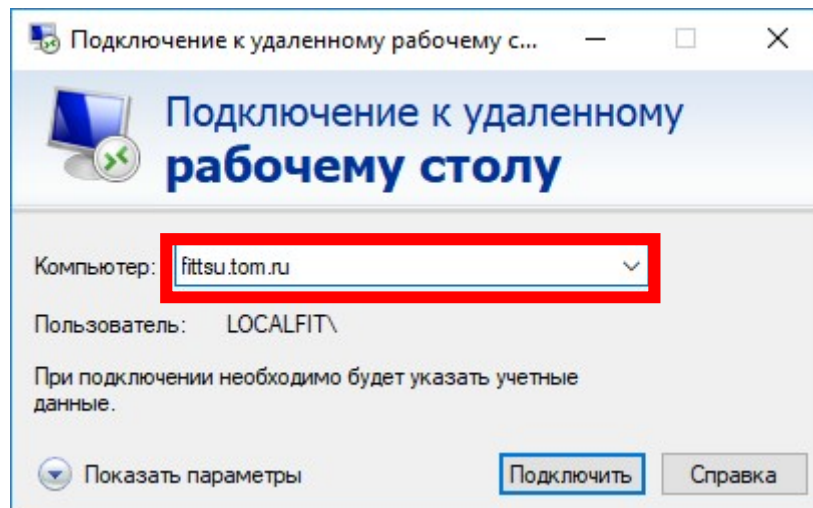 Подключение к удаленному рабочему с...
Подключение к удаленному
рабочему столу
Компьютер: fittsu.tom.ru
Пользователь: LOCALFIT\
При подключении необходимо будет указать учетные
данные.
Показать параметры Подключить Справка